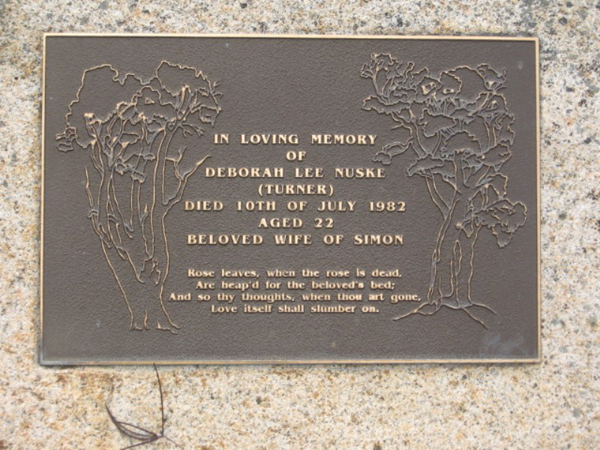 IN LOVING MEMORY
OF
DEBORAH LEE NUSKE
(TURNER)
DIED 10TH OF JULY 1982
AGED 22
BELOVED WIFE OF SIMON
Rose leaves, when the rose is dead,
Are heap'd for the beloved's bed;
And so thy thoughts, when thou art gone,
Love itself shall slumber on.